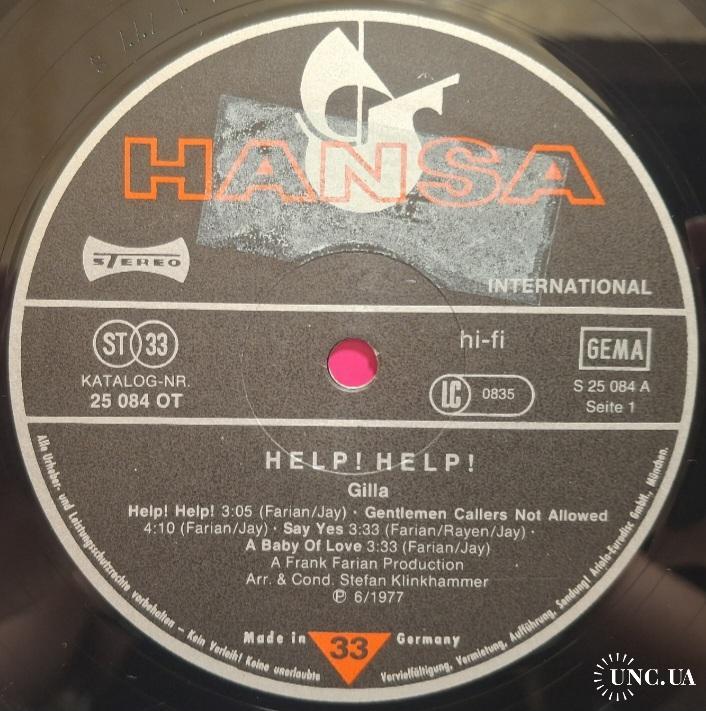 HANSA
STEREO
INTERNATIONAL
ST 33
hi-fi
GEMA
KATALOG-NR.
25 084 OT
LC 0835
S 25 084 A
Seite 1
HELP! HELP!
Gilla
Help! Help! 3:05 (Farian/Jay) · Gentlemen Callers Not Allowed
4:10 (Farian/Jay) · Say Yes 3:33 (Farian/Rayen/Jay) ·
A Baby Of Love 3:33 (Farian/Jay)
A Frank Farian Production
Arr. & Cond. Stefan Klinkhammer
℗ 6/1977
Made in 33 Germany
Alle Urheber- und Leistungsschutzrechte vorbehalten – Kein Verleih! Keine unerlaubte Vervielfältigung, Vermietung, Aufführung, Sendung! Ariola-Eurodisc GmbH., München.
UNC.UA